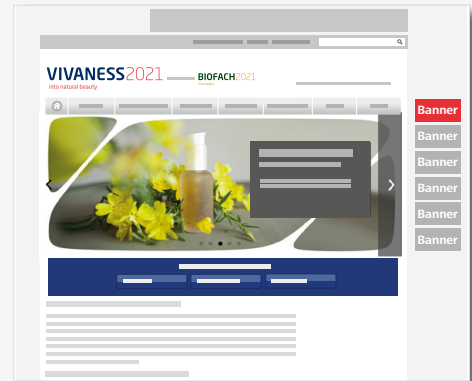 VIVANESS2021
into natural beauty
BIOFACH2021
Banner
Banner
Banner
Banner
Banner
Banner